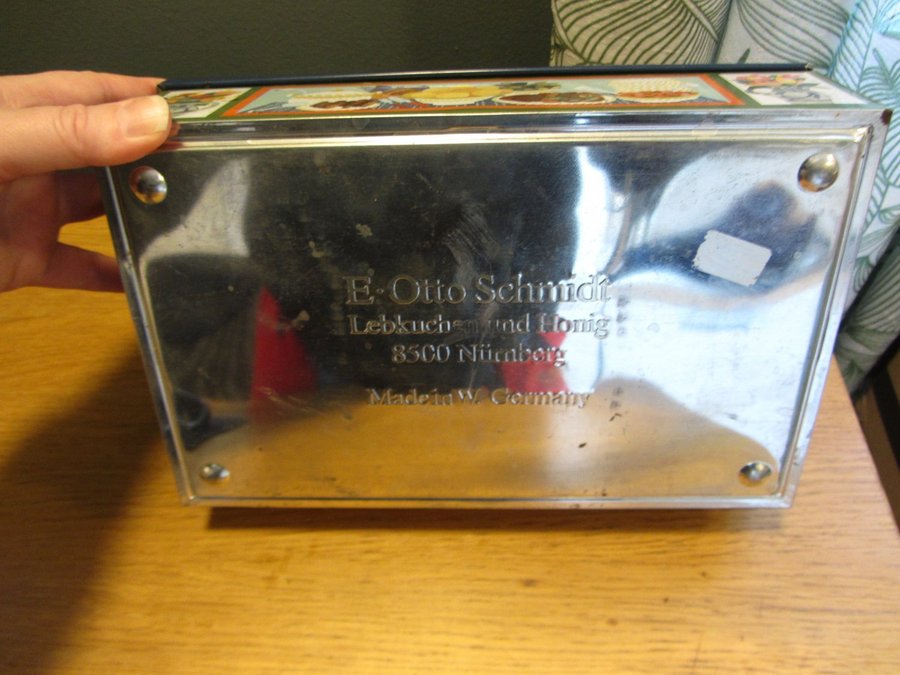 E·Otto Schmidt
Lebkuchen und Honig
8500 Nürnberg
Made in W. Germany